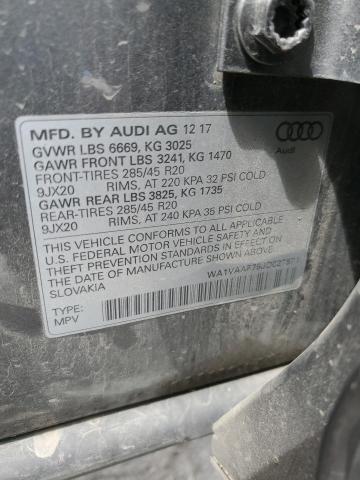 MFD. BY AUDI AG 12 17
GVWR LBS 6669, KG 3025
GAWR FRONT LBS 3241, KG 1470
FRONT-TIRES 285/45 R20
9JX20 RIMS, AT 220 KPA 32 PSI COLD
GAWR REAR LBS 3825, KG 1735
REAR-TIRES 285/45 R20
9JX20 RIMS, AT 240 KPA 35 PSI COLD
THIS VEHICLE CONFORMS TO ALL APPLICABLE
U.S. FEDERAL MOTOR VEHICLE SAFETY AND
THEFT PREVENTION STANDARDS IN EFFECT ON
THE DATE OF MANUFACTURE SHOWN ABOVE.
SLOVAKIA
TYPE:
MPV
Audi